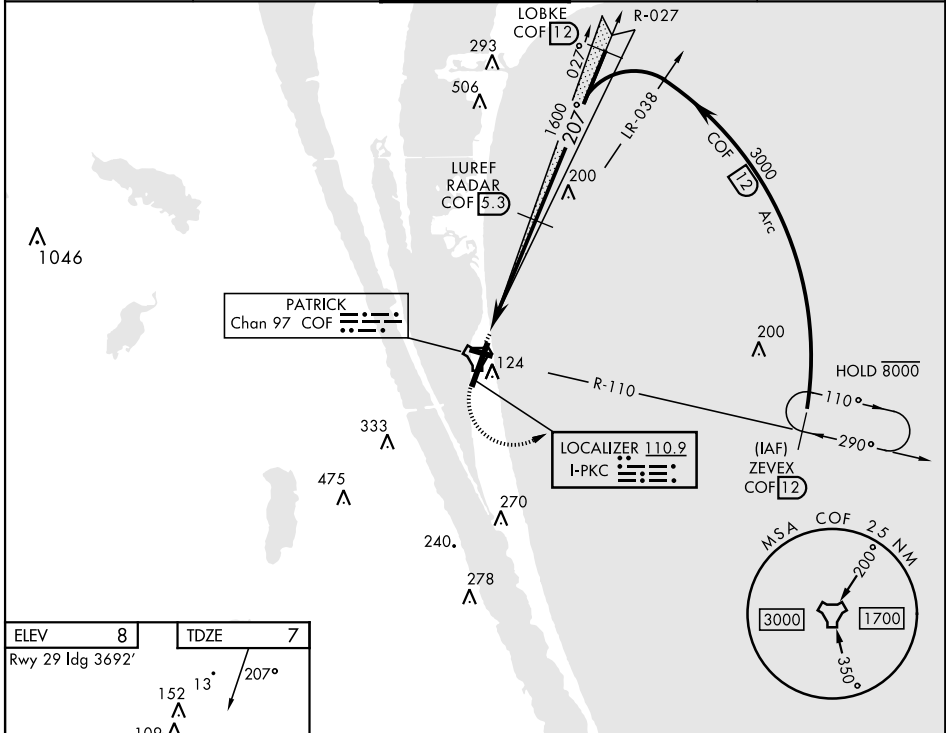 LOBKE
COF 12
R-027
027°
293
506
1600
207°
LR-038
3000
COF 12 Arc
LUREF
RADAR
COF 5.3
200
1046
PATRICK
Chan 97 COF
124
200
HOLD 8000
R-110
110°
290°
(IAF)
ZEVEX
COF 12
333
LOCALIZER 110.9
I-PKC
475
270
240
278
MSA COF 25 NM
200°
3000
1700
350°
ELEV 8
TDZE 7
Rwy 29 ldg 3692'
13
207°
152
109